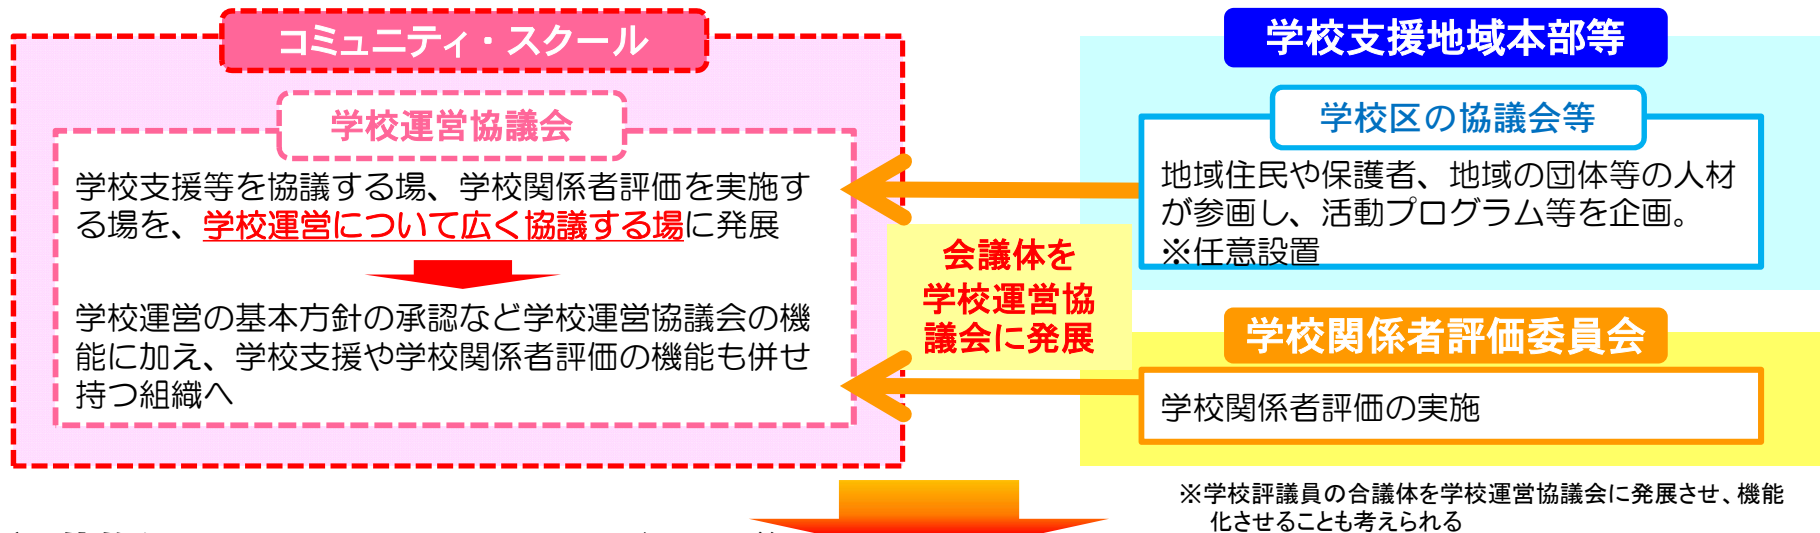 コミュニティ・スクール
学校運営協議会
学校支援等を協議する場、学校関係者評価を実施す
る場を、学校運営について広く協議する場に発展
学校運営の基本方針の承認など学校運営協議会の機
能に加え、学校支援や学校関係者評価の機能も併せ
持つ組織へ
会議体を
学校運営協
議会に発展
学校支援地域本部等
学校区の協議会等
地域住民や保護者、地域の団体等の人材
が参画し、活動プログラム等を企画。
※任意設置
学校関係者評価委員会
学校関係者評価の実施
※学校評議員の合議体を学校運営協議会に発展させ、機能
化させることも考えられる